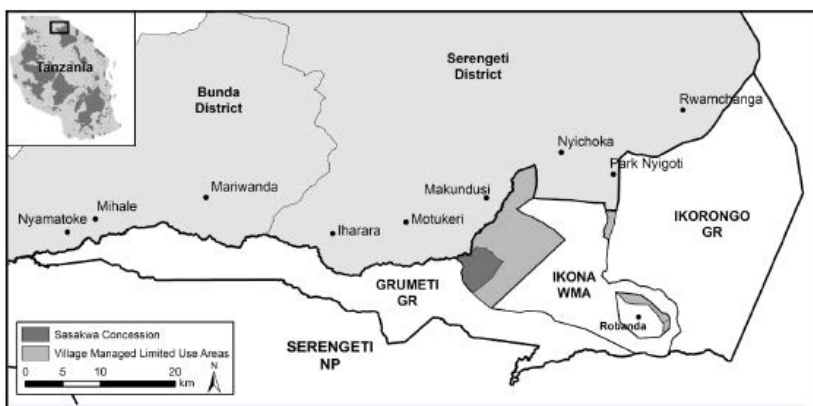 Tanzania
Serengeti
District
Bunda
District
Rwamchanga
Nyichoka
Park Nyigoti
Mariwanda
Makundusi
Mihale
Nyamatoke
Iharara
Motukeri
IKORONGO
GR
IKONA
WMA
GRUMETI
GR
Robanda
SERENGETI
NP
Sasakwa Concession
Village Managed Limited Use Areas
0 5 10 20
km
N